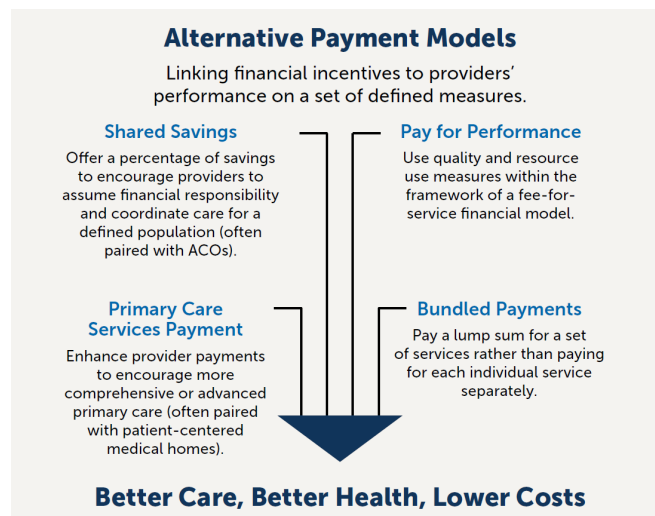 Alternative Payment Models
Linking financial incentives to providers’
performance on a set of defined measures.
Shared Savings
Offer a percentage of savings
to encourage providers to
assume financial responsibility
and coordinate care for a
defined population (often
paired with ACOs).
Pay for Performance
Use quality and resource
use measures within the
framework of a fee-for-
service financial model.
Primary Care
Services Payment
Enhance provider payments
to encourage more
comprehensive or advanced
primary care (often paired
with patient-centered
medical homes).
Bundled Payments
Pay a lump sum for a set
of services rather than paying
for each individual service
separately.
Better Care, Better Health, Lower Costs